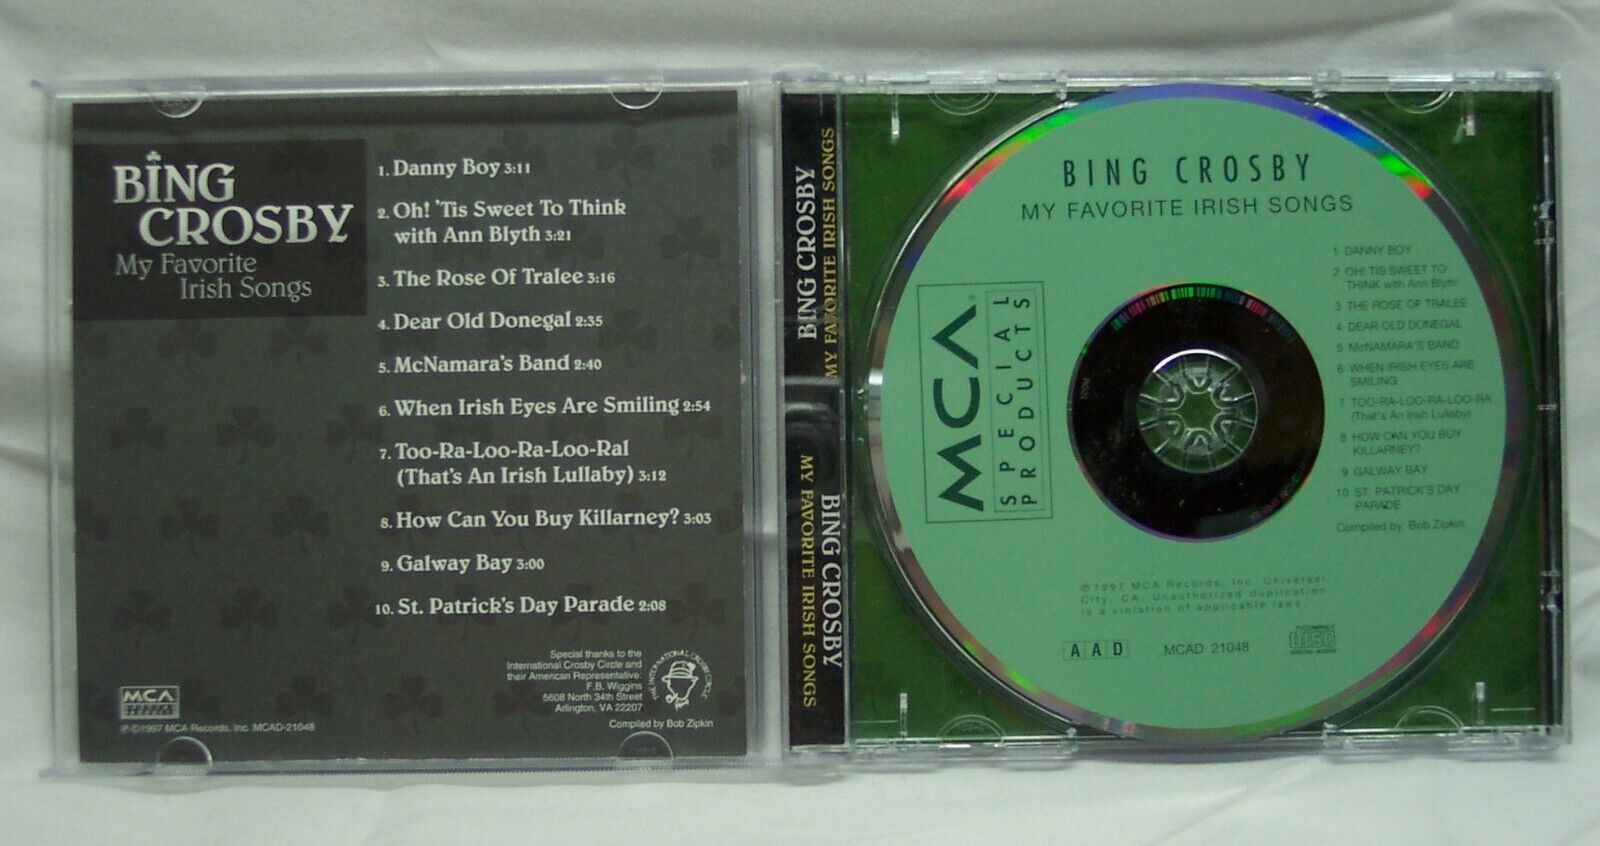 BING
CROSBY
My Favorite
Irish Songs
1. Danny Boy 3:11
2. Oh! 'Tis Sweet To Think
with Ann Blyth 3:21
3. The Rose Of Tralee 3:16
4. Dear Old Donegal 2:35
5. McNamara's Band 2:40
6. When Irish Eyes Are Smiling 2:54
7. Too-Ra-Loo-Ra-Loo-Ral
(That's An Irish Lullaby) 3:12
8. How Can You Buy Killarney? 3:03
9. Galway Bay 3:00
10. St. Patrick's Day Parade 2:08
Special thanks to the
International Crosby Circle and
their American Representative:
F.B. Wiggins
5608 North 34th Street
Arlington, VA 22207
THE INTERNATIONAL CROSBY CIRCLE
Compiled by Bob Zipkin
MCA
℗©1997 MCA Records, Inc. MCAD-21048
BING CROSBY
MY FAVORITE IRISH SONGS
BING CROSBY
MY FAVORITE IRISH SONGS
BING CROSBY
MY FAVORITE IRISH SONGS
MCA
SPECIAL
PRODUCTS
1 DANNY BOY
2 OH! TIS SWEET TO
THINK with Ann Blyth
3 THE ROSE OF TRALEE
4 DEAR OLD DONEGAL
5 McNAMARA'S BAND
6 WHEN IRISH EYES ARE
SMILING
7 TOO-RA-LOO-RA-LOO-RA
(That's An Irish Lullaby)
8 HOW CAN YOU BUY
KILLARNEY?
9 GALWAY BAY
10 ST. PATRICK'S DAY
PARADE
Compiled by: Bob Zipkin
℗ 1997 MCA Records, Inc. Universal
City, CA. Unauthorized duplication
is a violation of applicable laws
AAD
MCAD 21048
COMPACT
disc
DIGITAL AUDIO